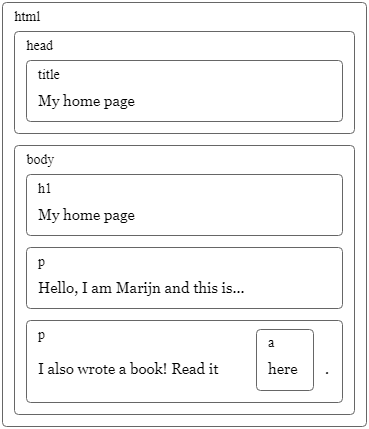 html
head
title
My home page
body
h1
My home page
p
Hello, I am Marijn and this is...
p
a
I also wrote a book! Read it here .